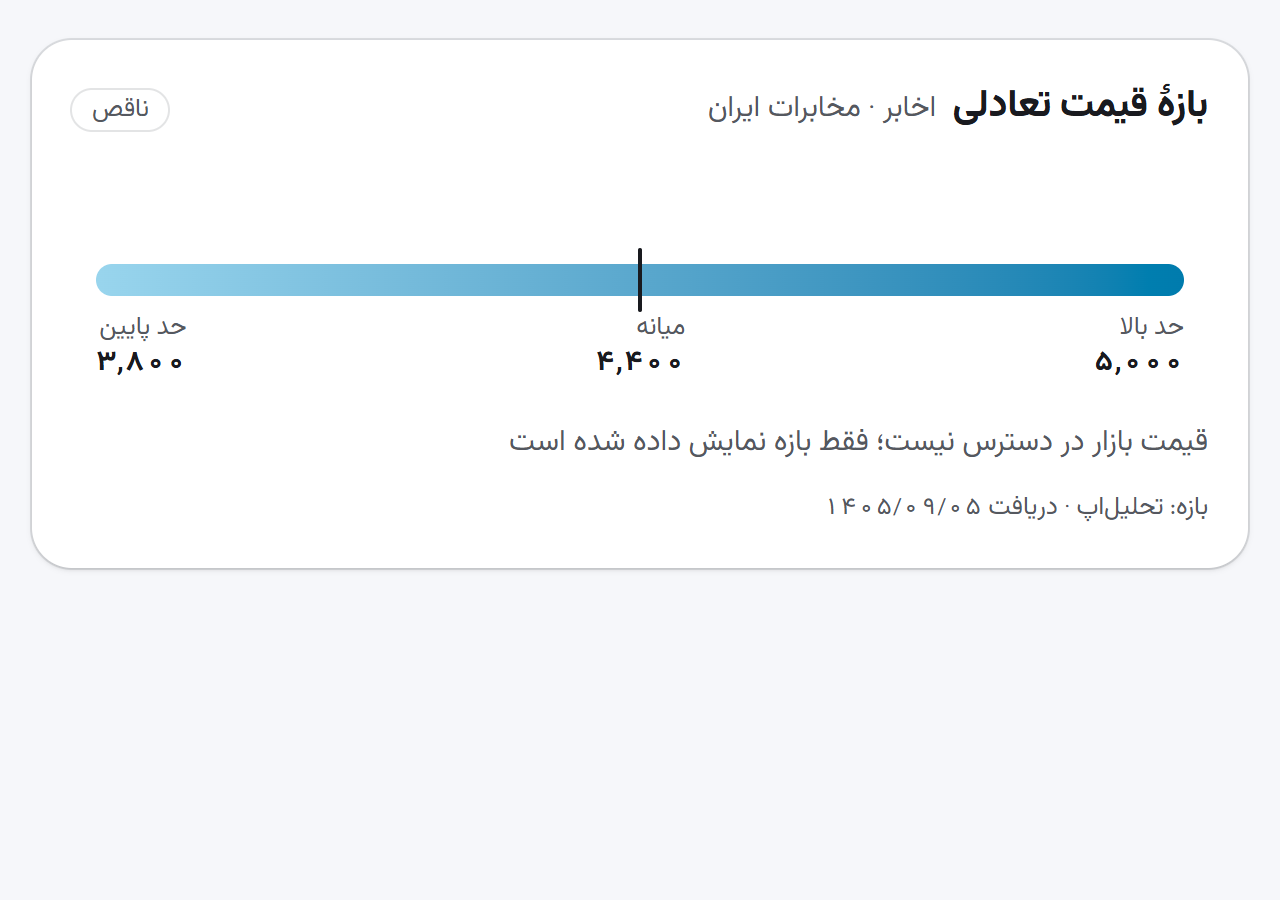 بازهٔ قیمت تعادلی اخابر · مخابرات ایران
ناقص
حد بالا
۵,۰۰۰
میانه
۴,۴۰۰
حد پایین
۳,۸۰۰
قیمت بازار در دسترس نیست؛ فقط بازه نمایش داده شده است
بازه: تحلیل‌اپ · دریافت ۱۴۰۵/۰۹/۰۵